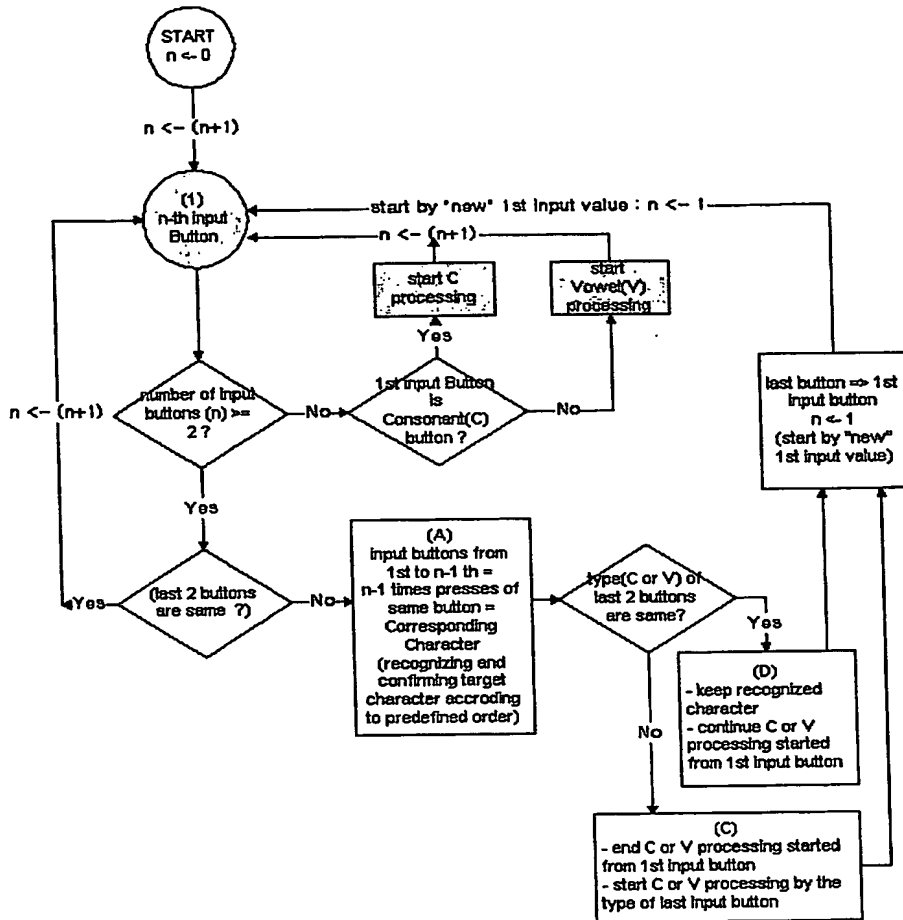 START
n <- 0
n <- (n+1)
(1)
n-th Input
Button
start by "new" 1st input value : n <- 1
n <- (n+1)
start C
processing
start
Vowel(V)
processing
Yes
number of input
buttons (n) >=
2 ?
No
1st input Button
is
Consonant(C)
button ?
No
last button => 1st
input button
n <- 1
(start by "new"
1st input value)
n <- (n+1)
Yes
(last 2 buttons
are same ?)
Yes
No
(A)
input buttons from
1st to n-1 th =
n-1 times presses of
same button =
Corresponding
Character
(recognizing and
confirming target
character accroding
to predefined order)
type(C or V) of
last 2 buttons
are same?
Yes
No
(D)
- keep recognized
character
- continue C or V
processing started
from 1st input button
(C)
- end C or V processing started
from 1st input button
- start C or V processing by the
type of last input button